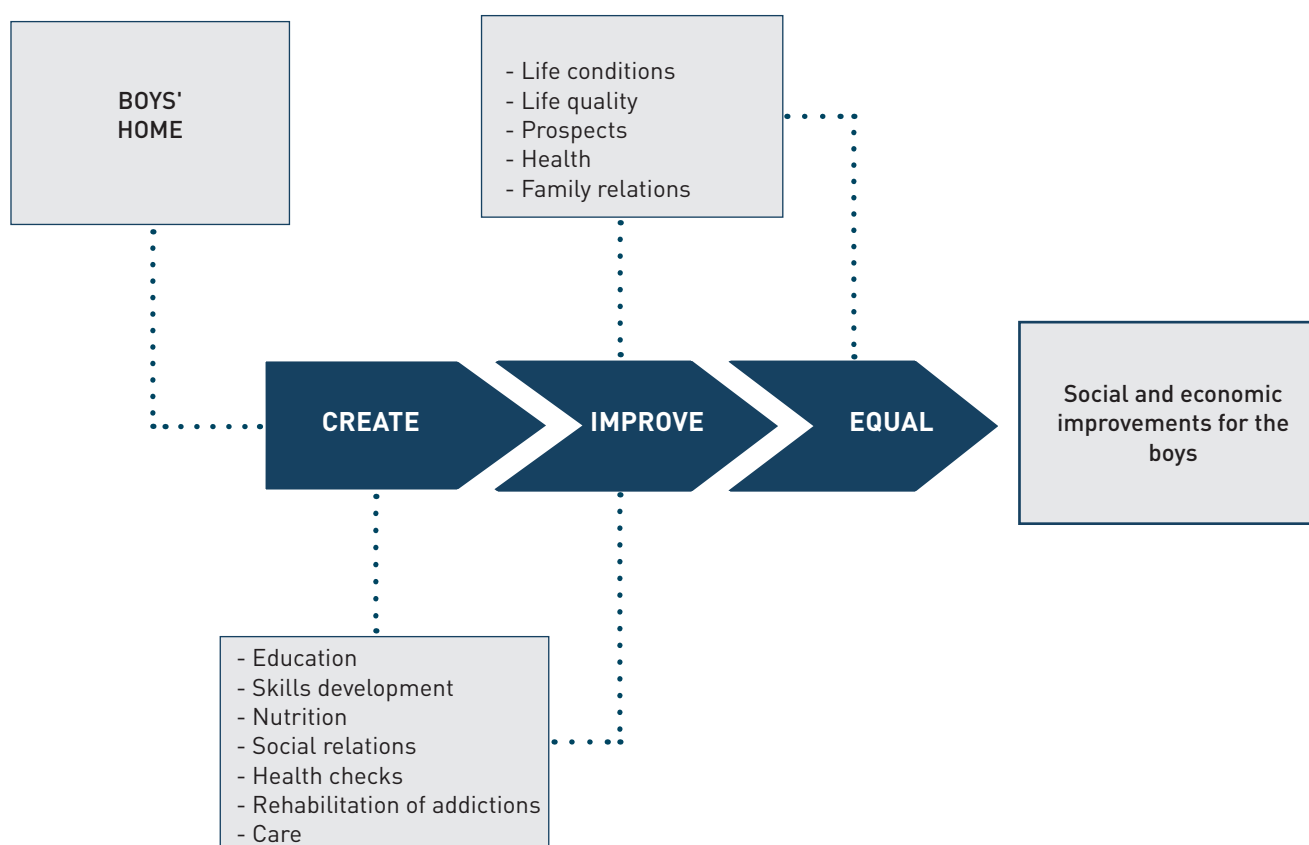 BOYS'
HOME
- Life conditions
- Life quality
- Prospects
- Health
- Family relations
CREATE
IMPROVE
EQUAL
Social and economic
improvements for the
boys
- Education
- Skills development
- Nutrition
- Social relations
- Health checks
- Rehabilitation of addictions
- Care